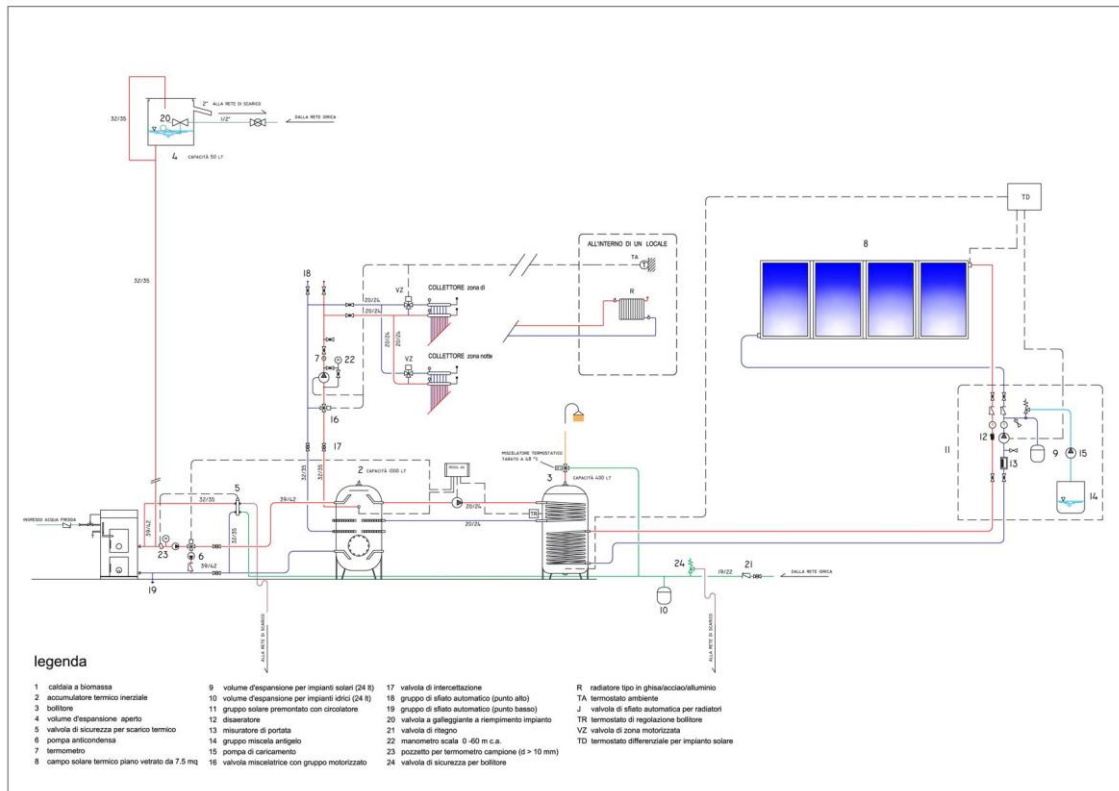 2" ALLA RETE DI SCARICO
32/35
20
1/2"
DALLA RETE IDRICA
4 CAPACITÀ 50 LT
TD
ALL'INTERNO DI UN LOCALE
8
TA
32/35
18
VZ
20/24
COLLETTORE zona di
R
20/24
20/24
20/24
7
22
COLLETTORE zona notte
VZ
16
12
9
15
11
17
MISCELATORE TERMOSTATICO
TARATO A 48 °C
13
14
32/35
32/35
2 CAPACITÀ 1000 LT
3 CAPACITÀ 400 LT
5
32/35
39/42
20/24
TR
INGRESSO ACQUA FREDDA
39/42
32/35
20/24
23
6
39/42
24
21
19/22
DALLA RETE IDRICA
19
10
ALLA RETE DI SCARICO
ALLA RETE DI SCARICO
legenda
1 caldaia a biomassa
2 accumulatore termico inerziale
3 bollitore
4 volume d'espansione aperto
5 valvola di sicurezza per scarico termico
6 pompa anticondensa
7 termometro
8 campo solare termico piano vetrato da 7.5 mq
9 volume d'espansione per impianti solari (24 lt)
10 volume d'espansione per impianti idrici (24 lt)
11 gruppo solare premontato con circolatore
12 disaeratore
13 misuratore di portata
14 gruppo miscela antigelo
15 pompa di caricamento
16 valvola miscelatrice con gruppo motorizzato
17 valvola di intercettazione
18 gruppo di sfiato automatico (punto alto)
19 gruppo di sfiato automatico (punto basso)
20 valvola a galleggiante a riempimento impianto
21 valvola di ritegno
22 manometro scala 0 -60 m c.a.
23 pozzetto per termometro campione (d > 10 mm)
24 valvola di sicurezza per bollitore
R radiatore tipo in ghisa/acciao/alluminio
TA termostato ambiente
J valvola di sfiato automatica per radiatori
TR termostato di regolazione bollitore
VZ valvola di zona motorizzata
TD termostato differenziale per impianto solare